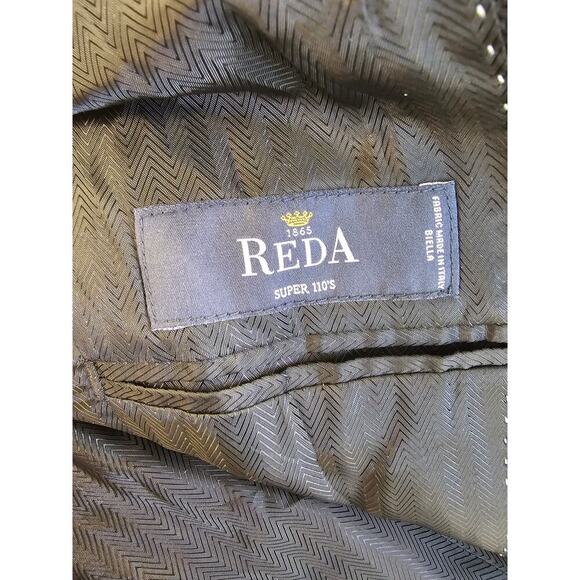 1865
REDA
SUPER 110'S
FABRIC MADE IN ITALY
BIELLA